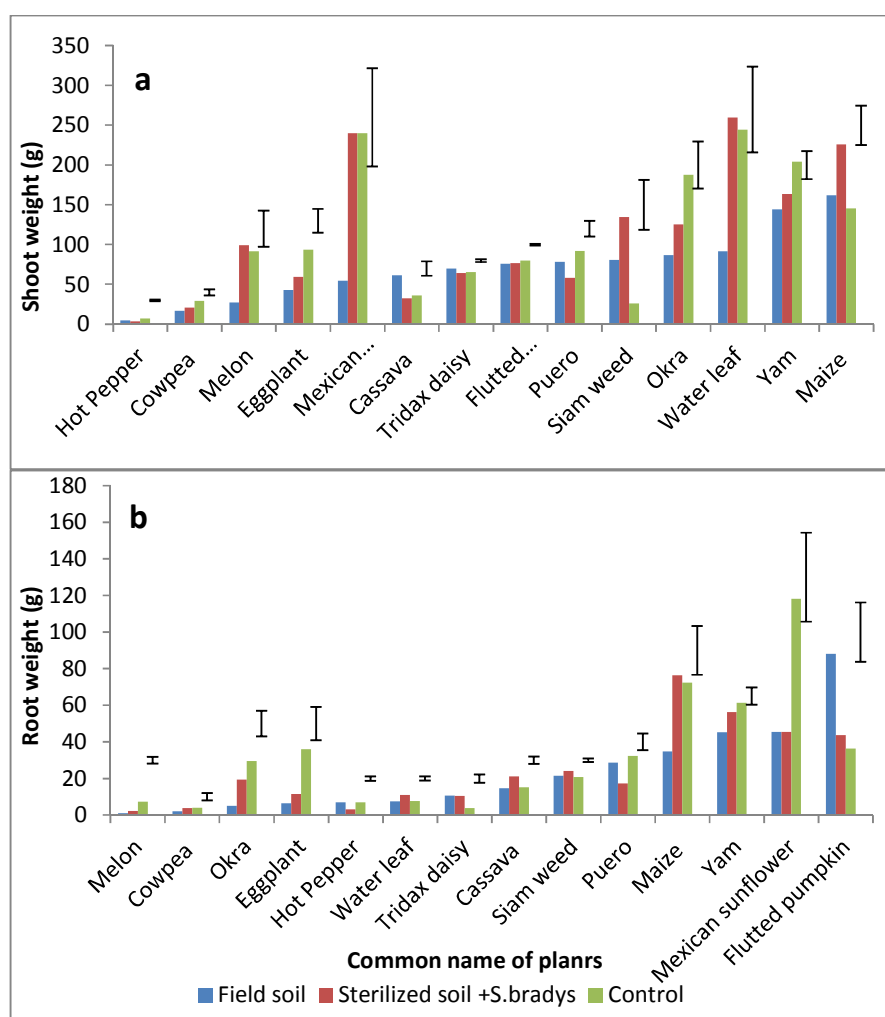 a
Shoot weight (g)
350
300
250
200
150
100
50
0
Hot Pepper
Cowpea
Melon
Eggplant
Mexican...
Cassava
Tridax daisy
Flutted...
Puero
Siam weed
Okra
Water leaf
Yam
Maize
b
Root weight (g)
180
160
140
120
100
80
60
40
20
0
Melon
Cowpea
Okra
Eggplant
Hot Pepper
Water leaf
Tridax daisy
Cassava
Siam weed
Puero
Maize
Yam
Mexican sunflower
Flutted pumpkin
Common name of planrs
Field soil Sterilized soil +S.bradys Control